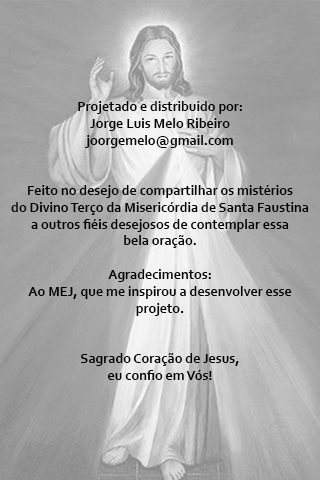 Projetado e distribuido por:
Jorge Luis Melo Ribeiro
joorgemelo@gmail.com
Feito no desejo de compartilhar os mistérios
do Divino Terço da Misericórdia de Santa Faustina
a outros fiéis desejosos de contemplar essa
bela oração.
Agradecimentos:
Ao MEJ, que me inspirou a desenvolver esse
projeto.
Sagrado Coração de Jesus,
eu confio em Vós!